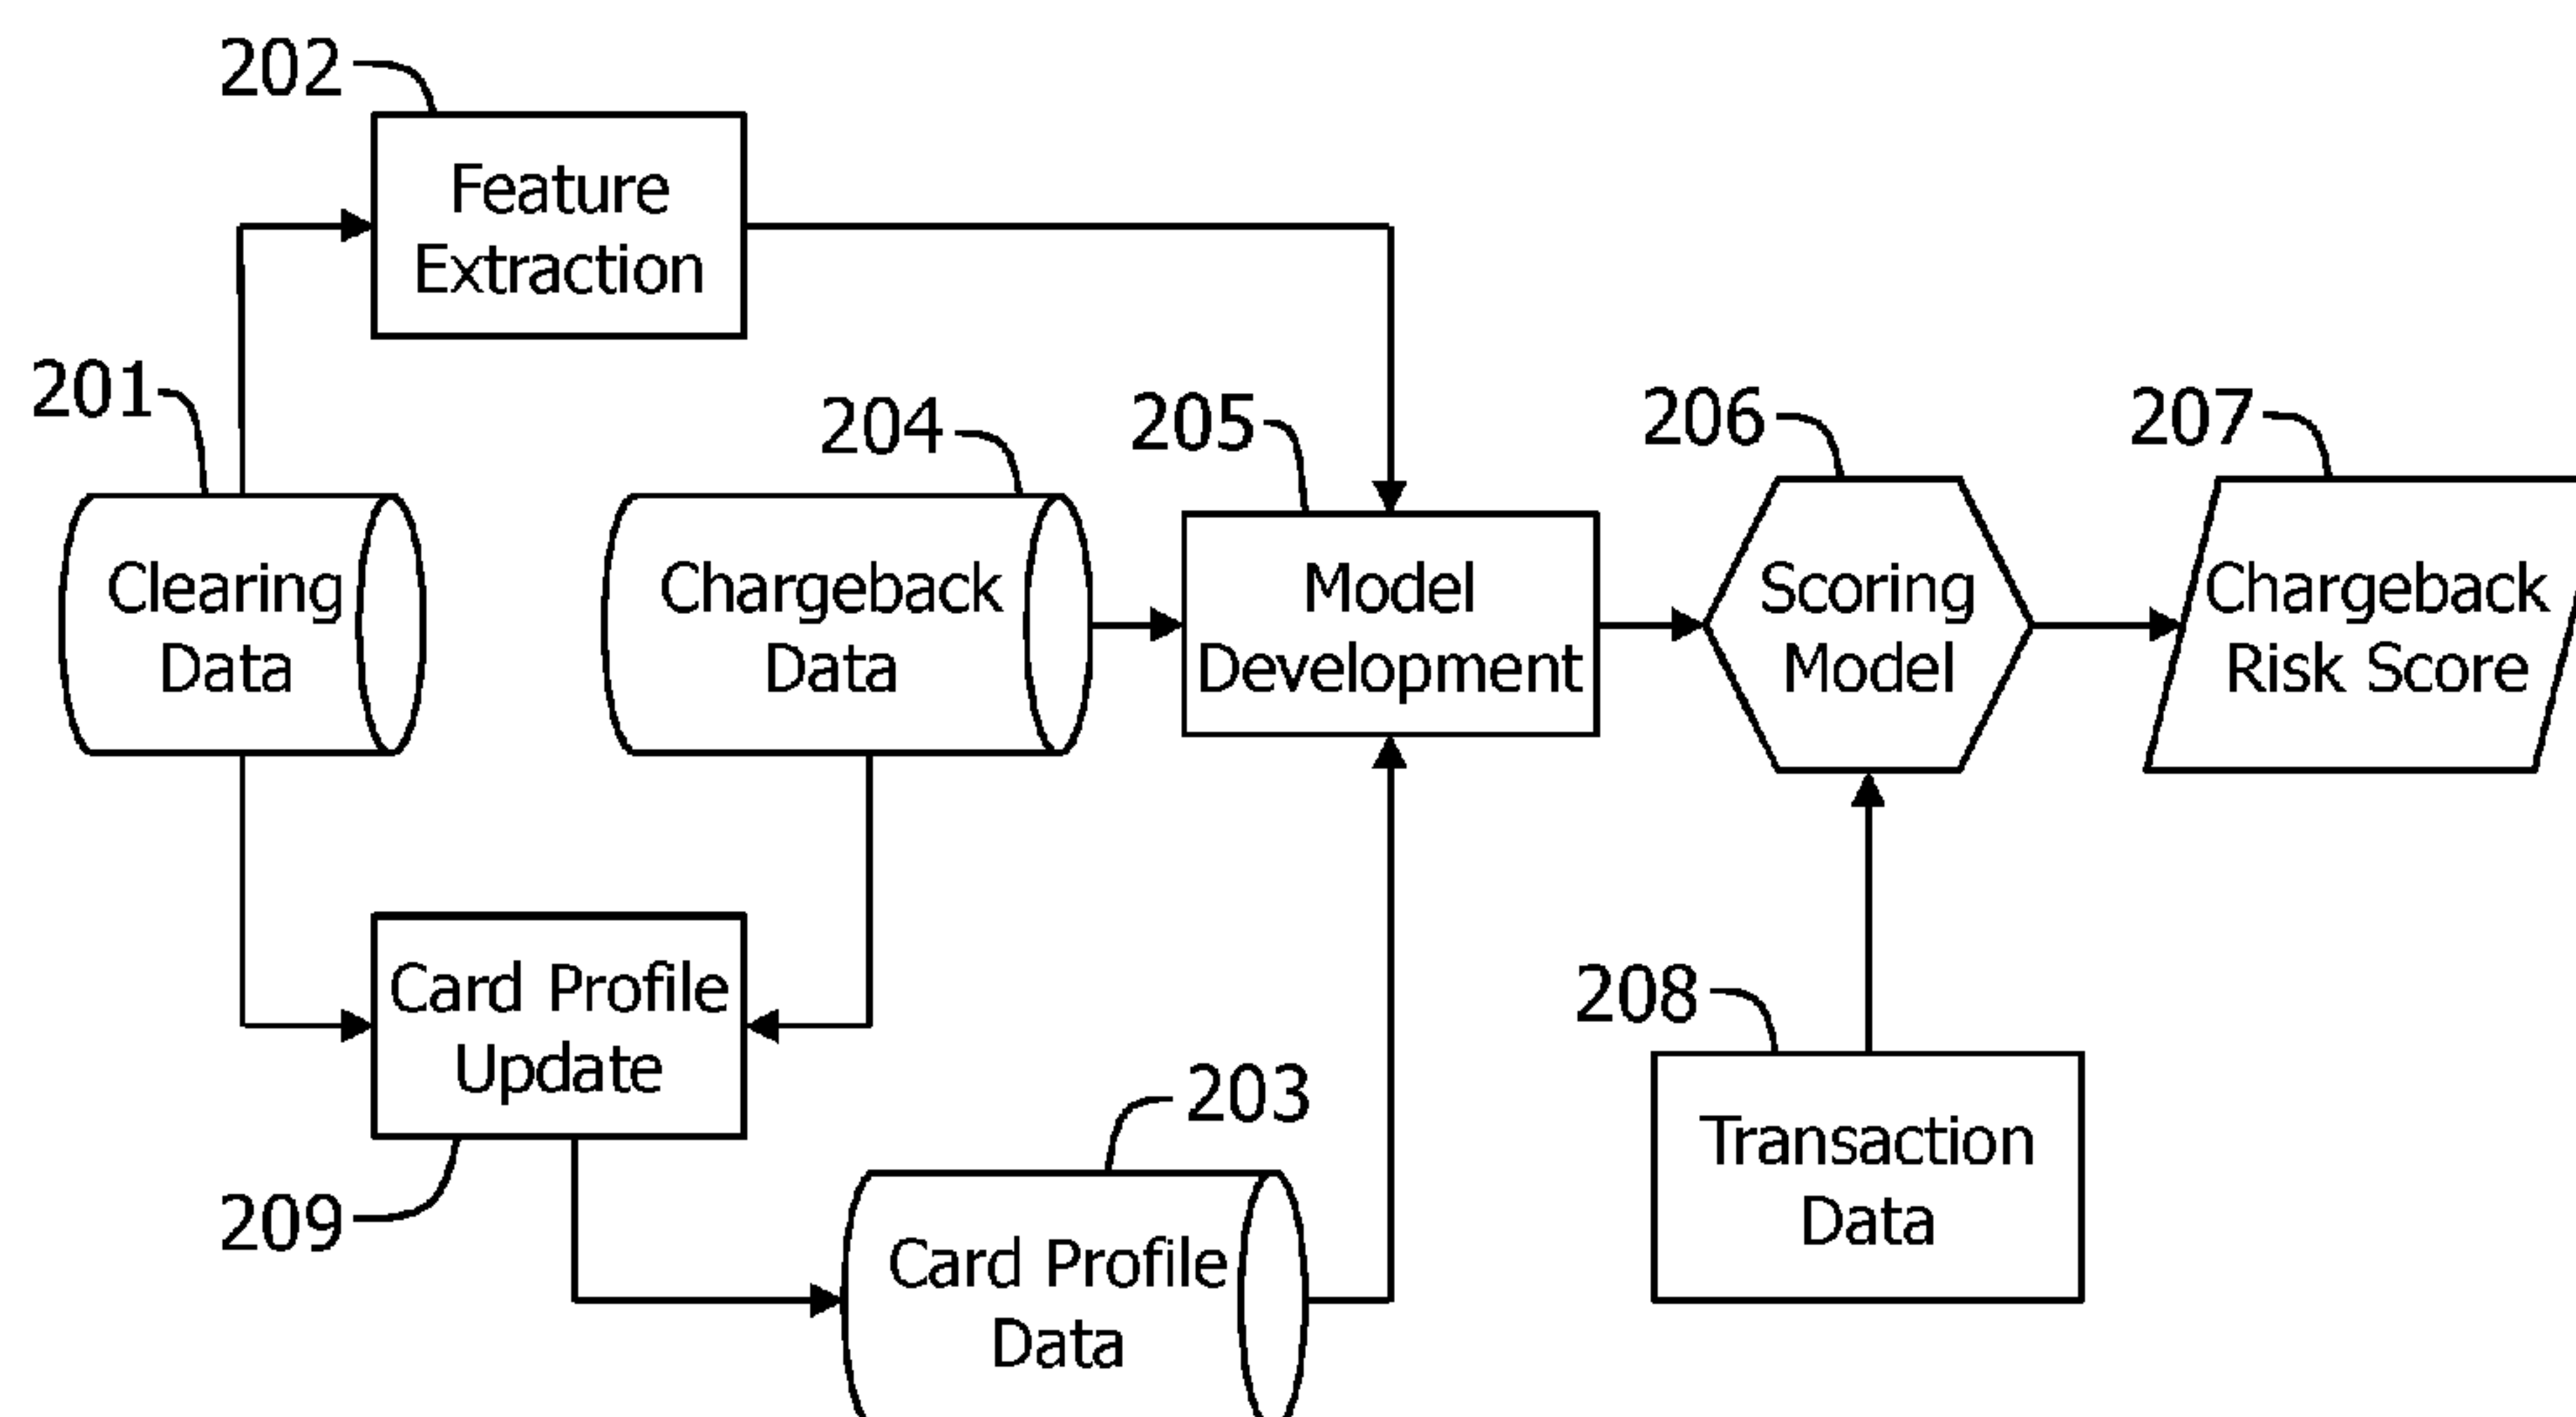 202
Feature
Extraction
201
204
205
206
207
Clearing
Data
Chargeback
Data
Model
Development
Scoring
Model
Chargeback
Risk Score
Card Profile
Update
208
203
209
Transaction
Data
Card Profile
Data